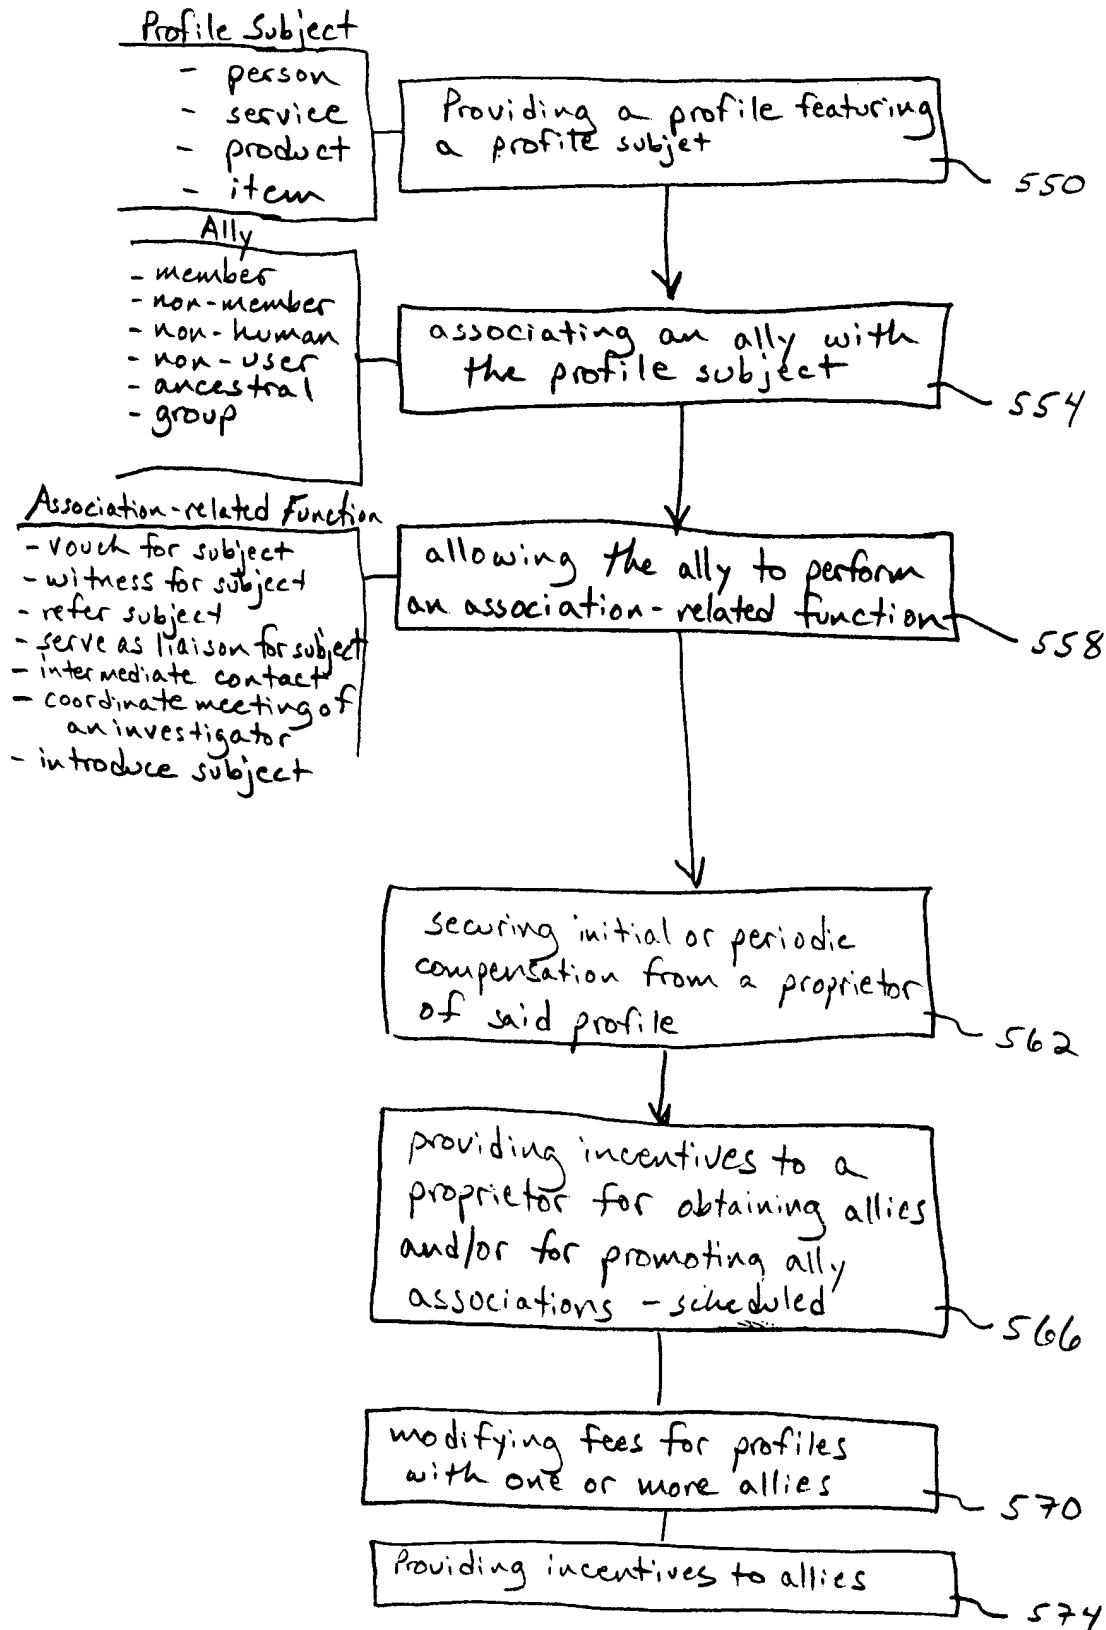 Profile Subject
- person
- service
- product
- item
Providing a profile featuring
a profile subjet
550
Ally
- member
- non-member
- non-human
- non-user
- ancestral
- group
associating an ally with
the profile subject
554
Association-related Function
- vouch for subject
- witness for subject
- refer subject
- serve as liaison for subject
- intermediate contact
- coordinate meeting of
an investigator
- introduce subject
allowing the ally to perform
an association-related function
558
securing initial or periodic
compensation from a proprietor
of said profile
562
providing incentives to a
proprietor for obtaining allies
and/or for promoting ally
associations - scheduled
566
modifying fees for profiles
with one or more allies
570
Providing incentives to allies
574